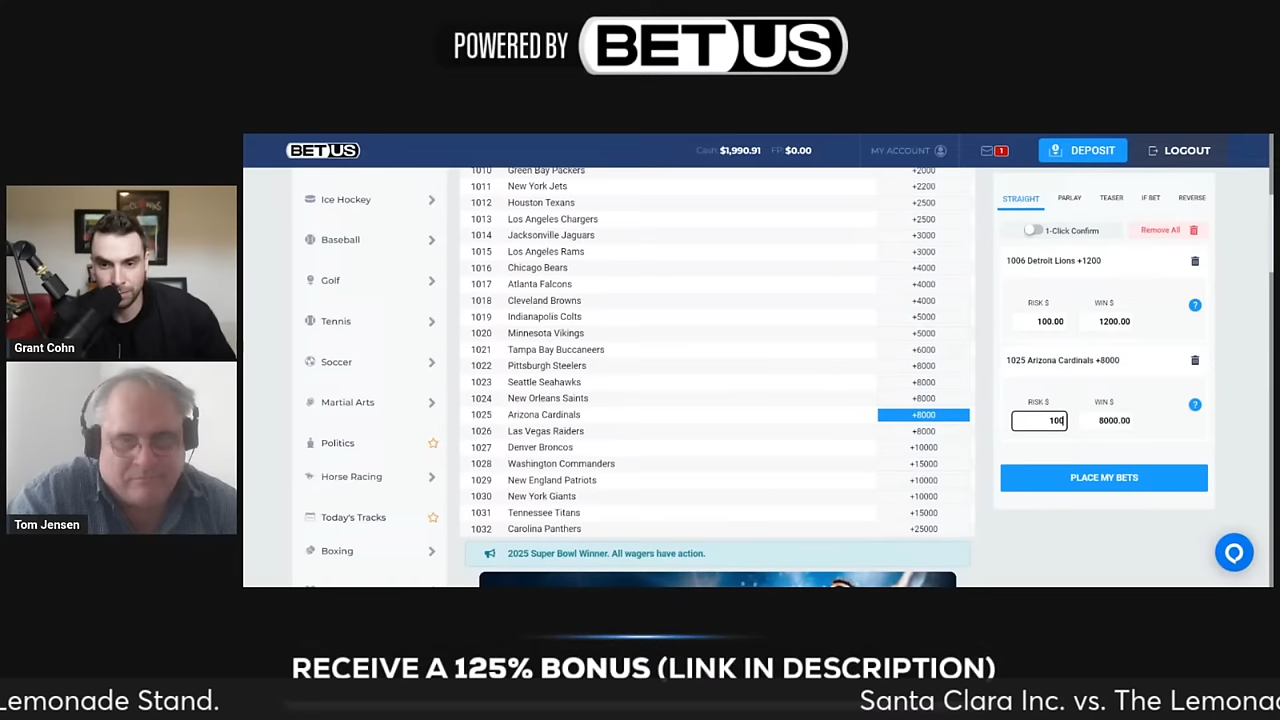 POWERED BY BETUS
BETUS
Cash: $1,990.91 FP: $0.00
MY ACCOUNT
1
DEPOSIT
LOGOUT
Ice Hockey
Baseball
Golf
Tennis
Soccer
Martial Arts
Politics
Horse Racing
Today's Tracks
Boxing
1010 Green Bay Packers +2000
1011 New York Jets +2200
1012 Houston Texans +2500
1013 Los Angeles Chargers +2500
1014 Jacksonville Jaguars +3000
1015 Los Angeles Rams +3000
1016 Chicago Bears +4000
1017 Atlanta Falcons +4000
1018 Cleveland Browns +4000
1019 Indianapolis Colts +5000
1020 Minnesota Vikings +5000
1021 Tampa Bay Buccaneers +6000
1022 Pittsburgh Steelers +8000
1023 Seattle Seahawks +8000
1024 New Orleans Saints +8000
1025 Arizona Cardinals +8000
1026 Las Vegas Raiders +8000
1027 Denver Broncos +10000
1028 Washington Commanders +15000
1029 New England Patriots +10000
1030 New York Giants +10000
1031 Tennessee Titans +15000
1032 Carolina Panthers +25000
2025 Super Bowl Winner. All wagers have action.
STRAIGHT PARLAY TEASER IF BET REVERSE
1-Click Confirm Remove All
1006 Detroit Lions +1200
RISK $ WIN $
?
100.00 1200.00
1025 Arizona Cardinals +8000
RISK $ WIN $
?
100 8000.00
PLACE MY BETS
Grant Cohn
Tom Jensen
RECEIVE A 125% BONUS (LINK IN DESCRIPTION)
Lemonade Stand. Santa Clara Inc. vs. The Lemona